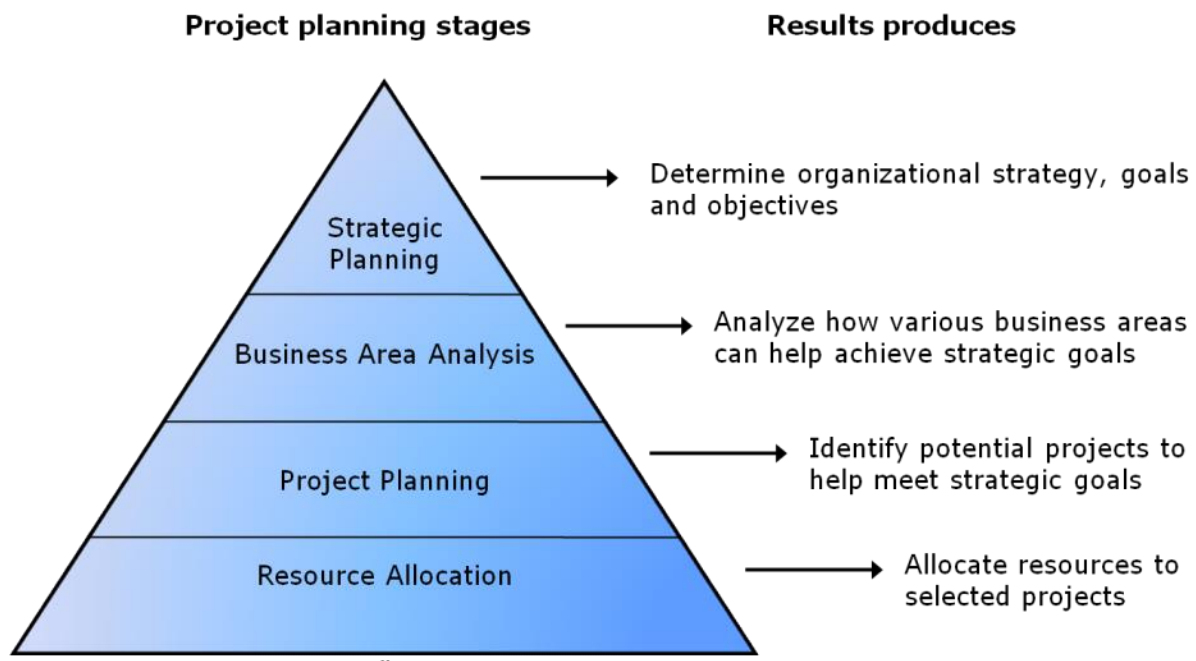 Project planning stages
Results produces
Determine organizational strategy, goals
and objectives
Strategic
Planning
Analyze how various business areas
can help achieve strategic goals
Business Area Analysis
Identify potential projects to
help meet strategic goals
Project Planning
Allocate resources to
selected projects
Resource Allocation